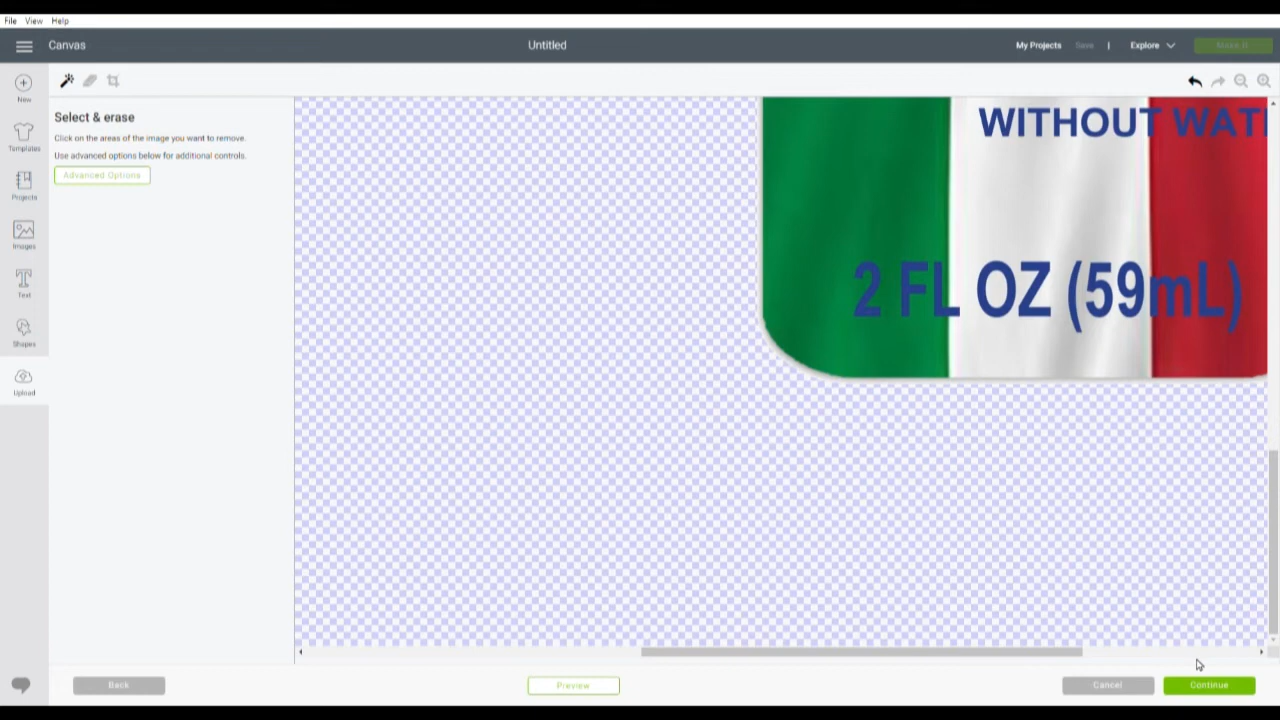 File View Help
Canvas
Untitled
My Projects Save | Explore Make It
New
Templates
Projects
Images
Text
Shapes
Upload
Select & erase
Click on the areas of the image you want to remove.
Use advanced options below for additional controls.
Advanced Options
WITHOUT WAT
2 FL OZ (59mL)
Back
Preview
Cancel
Continue